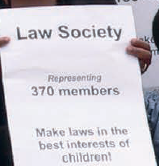 Law Society
Representing
370 members
Make laws in the
best interests of
children!